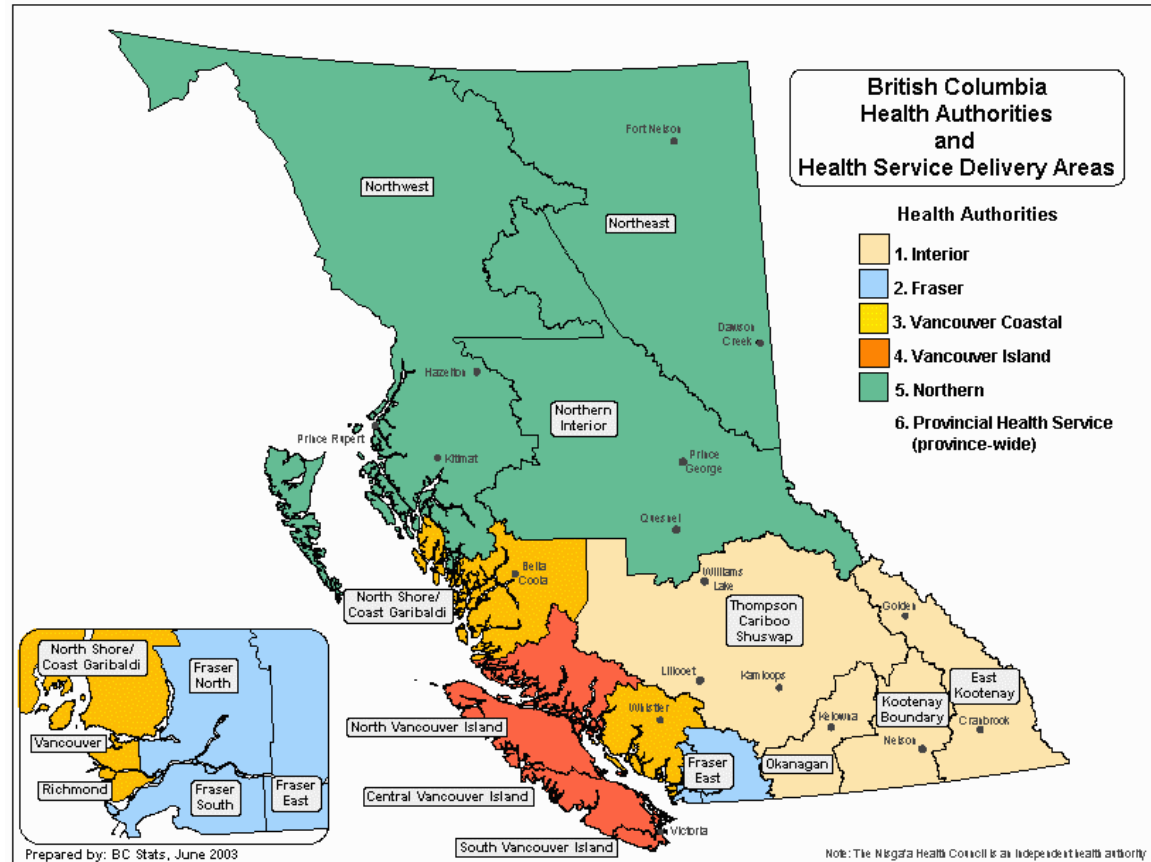 British Columbia
Health Authorities
and
Health Service Delivery Areas
Health Authorities
1. Interior
2. Fraser
3. Vancouver Coastal
4. Vancouver Island
5. Northern
6. Provincial Health Service
(province-wide)
Fort Nelson
Northwest
Northeast
Dawson
Creek
Hazelton
Northern
Interior
Prince Rupert
Kitimat
Prince
George
Quesnel
Bella
Coola
Williams
Lake
North Shore/
Coast Garibaldi
Thompson
Cariboo
Shuswap
Golden
Lillooet
Kamloops
East
Kootenay
Kootenay
Boundary
Whistler
Kelowna
Cranbrook
North Vancouver Island
Nelson
Fraser
East
Okanagan
Central Vancouver Island
Victoria
South Vancouver Island
North Shore/
Coast Garibaldi
Fraser
North
Vancouver
Richmond
Fraser
South
Fraser
East
Prepared by: BC Stats, June 2003
Note: The Nisga'a Health Council is an independent health authority